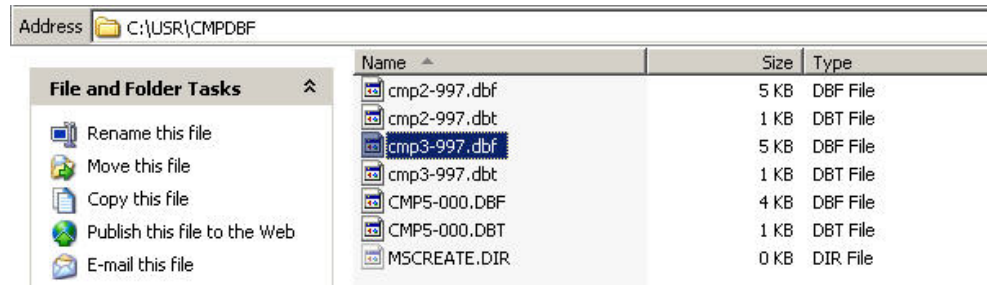 Address C:\USR\CMPDBF
File and Folder Tasks
Rename this file
Move this file
Copy this file
Publish this file to the Web
E-mail this file
Name Size Type
cmp2-997.dbf 5 KB DBF File
cmp2-997.dbt 1 KB DBT File
cmp3-997.dbf 5 KB DBF File
cmp3-997.dbt 1 KB DBT File
CMP5-000.DBF 4 KB DBF File
CMP5-000.DBT 1 KB DBT File
MSCREATE.DIR 0 KB DIR File